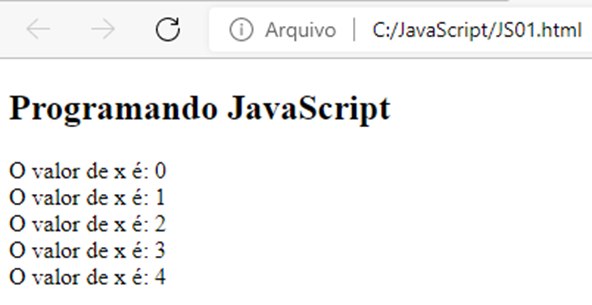 Arquivo | C:/JavaScript/JS01.html
Programando JavaScript
O valor de x é: 0
O valor de x é: 1
O valor de x é: 2
O valor de x é: 3
O valor de x é: 4